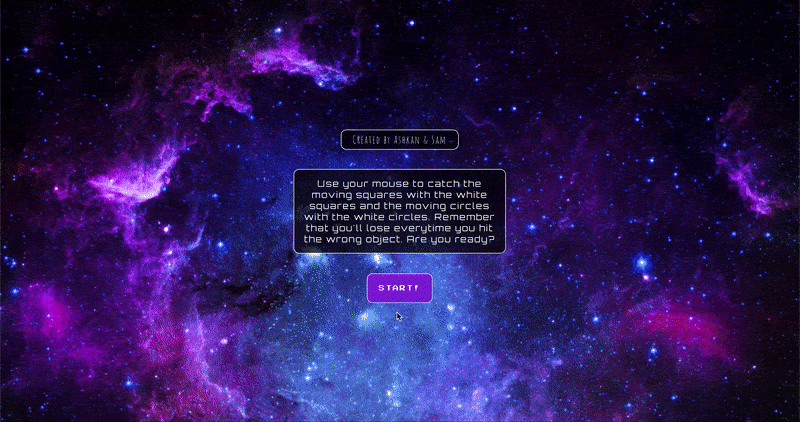 Created by Ashkan & Sam
Use your mouse to catch the
moving squares with the white
squares and the moving circles
with the white circles. Remember
that you'll lose everytime you hit
the wrong object. Are you ready?
START!